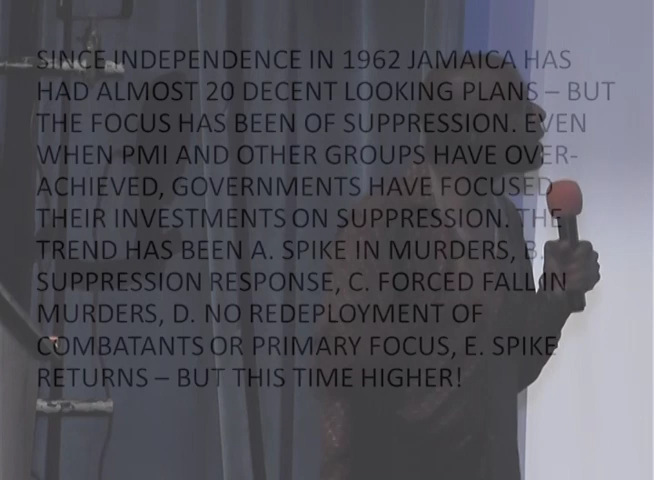 SINCE INDEPENDENCE IN 1962 JAMAICA HAS
HAD ALMOST 20 DECENT LOOKING PLANS – BUT
THE FOCUS HAS BEEN OF SUPPRESSION. EVEN
WHEN PMI AND OTHER GROUPS HAVE OVER-
ACHIEVED, GOVERNMENTS HAVE FOCUSED
THEIR INVESTMENTS ON SUPPRESSION. THE
TREND HAS BEEN A. SPIKE IN MURDERS, B.
SUPPRESSION RESPONSE, C. FORCED FALL IN
MURDERS, D. NO REDEPLOYMENT OF
COMBATANTS OR PRIMARY FOCUS, E. SPIKE
RETURNS – BUT THIS TIME HIGHER!